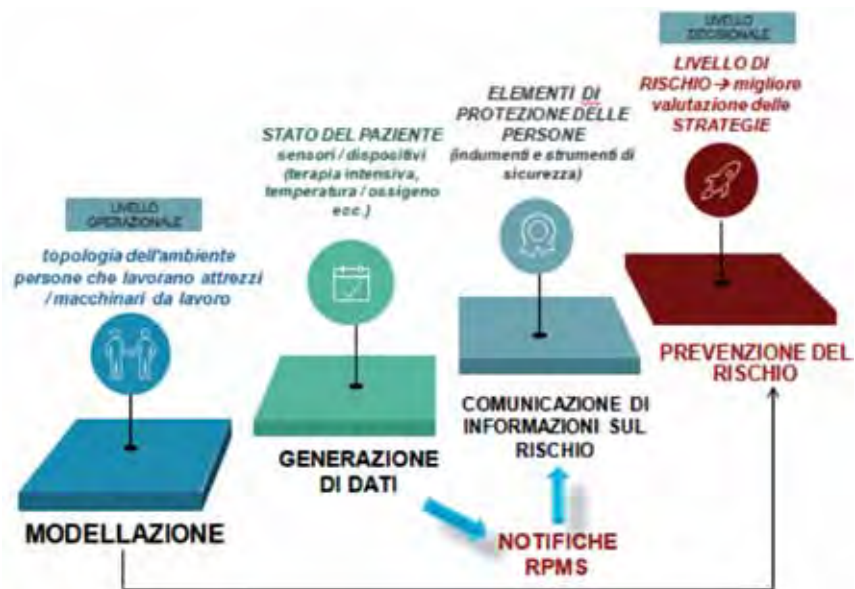 LIVELLO
OPERAZIONALE
topologia dell'ambiente
persone che lavorano attrezzi
/ macchinari da lavoro
MODELLAZIONE
STATO DEL PAZIENTE
sensori / dispositivi
(terapia intensiva,
temperatura / ossigeno
ecc.)
GENERAZIONE
DI DATI
ELEMENTI DI
PROTEZIONE DELLE
PERSONE
(indumenti e strumenti di
sicurezza)
COMUNICAZIONE DI
INFORMAZIONI SUL
RISCHIO
NOTIFICHE
RPMS
LIVELLO
DECISIONALE
LIVELLO DI
RISCHIO → migliore
valutazione delle
STRATEGIE
PREVENZIONE DEL
RISCHIO